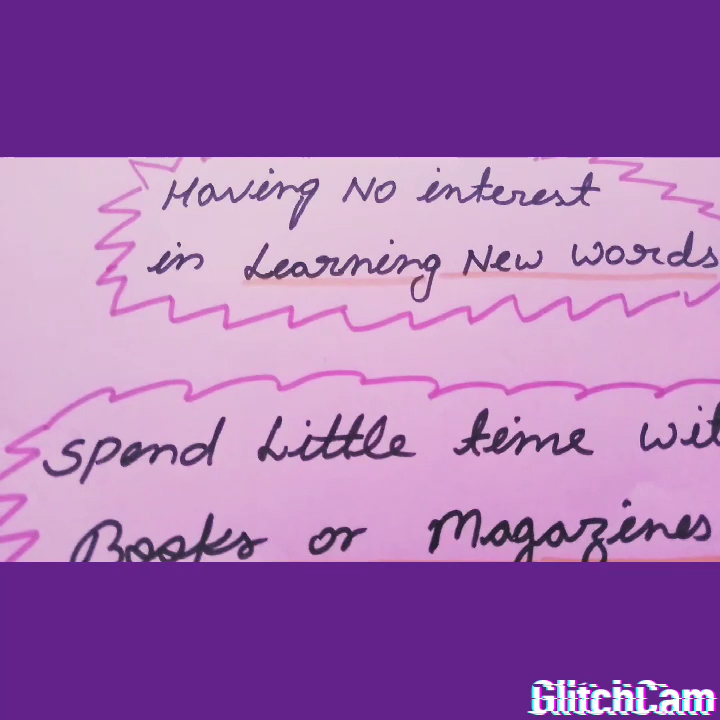 Having No interest
in Learning New words
Spend Little time wit
Books or Magazines
GlitchCam